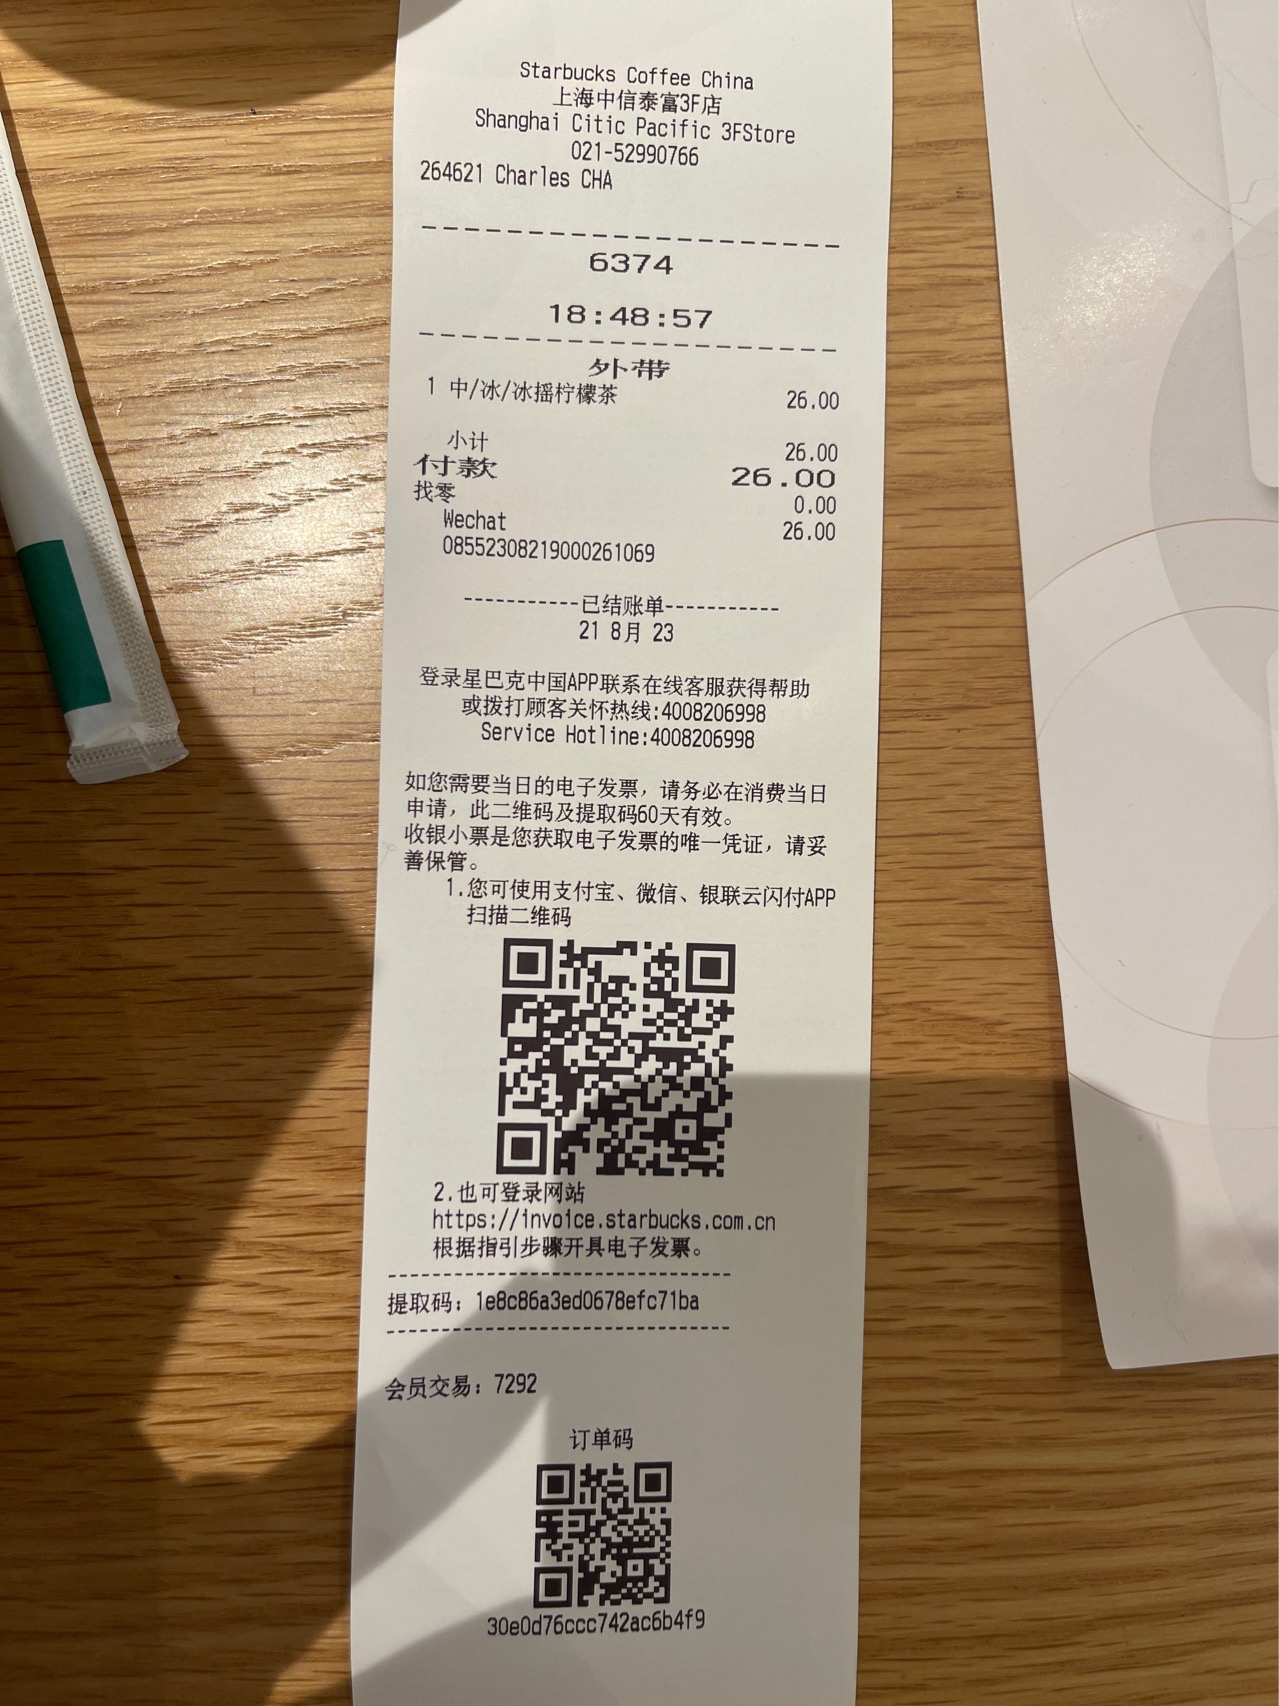 Starbucks Coffee China
上海中信泰富3F店
Shanghai Citic Pacific 3FStore
021-52990766
264621 Charles CHA
--------------------
6374
18:48:57
--------------------
外带
1 中/冰/冰摇柠檬茶 26.00
小计 26.00
付款 26.00
找零 0.00
Wechat 26.00
08552308219000261069
-----------已结账单-----------
21 8月 23
登录星巴克中国APP联系在线客服获得帮助
或拨打顾客关怀热线:4008206998
Service Hotline:4008206998
如您需要当日的电子发票，请务必在消费当日
申请，此二维码及提取码60天有效。
收银小票是您获取电子发票的唯一凭证，请妥
善保管。
1.您可使用支付宝、微信、银联云闪付APP
扫描二维码
2.也可登录网站
https://invoice.starbucks.com.cn
根据指引步骤开具电子发票。
---------------------------------
提取码：1e8c86a3ed0678efc71ba
---------------------------------
会员交易：7292
订单码
30e0d76ccc742ac6b4f9